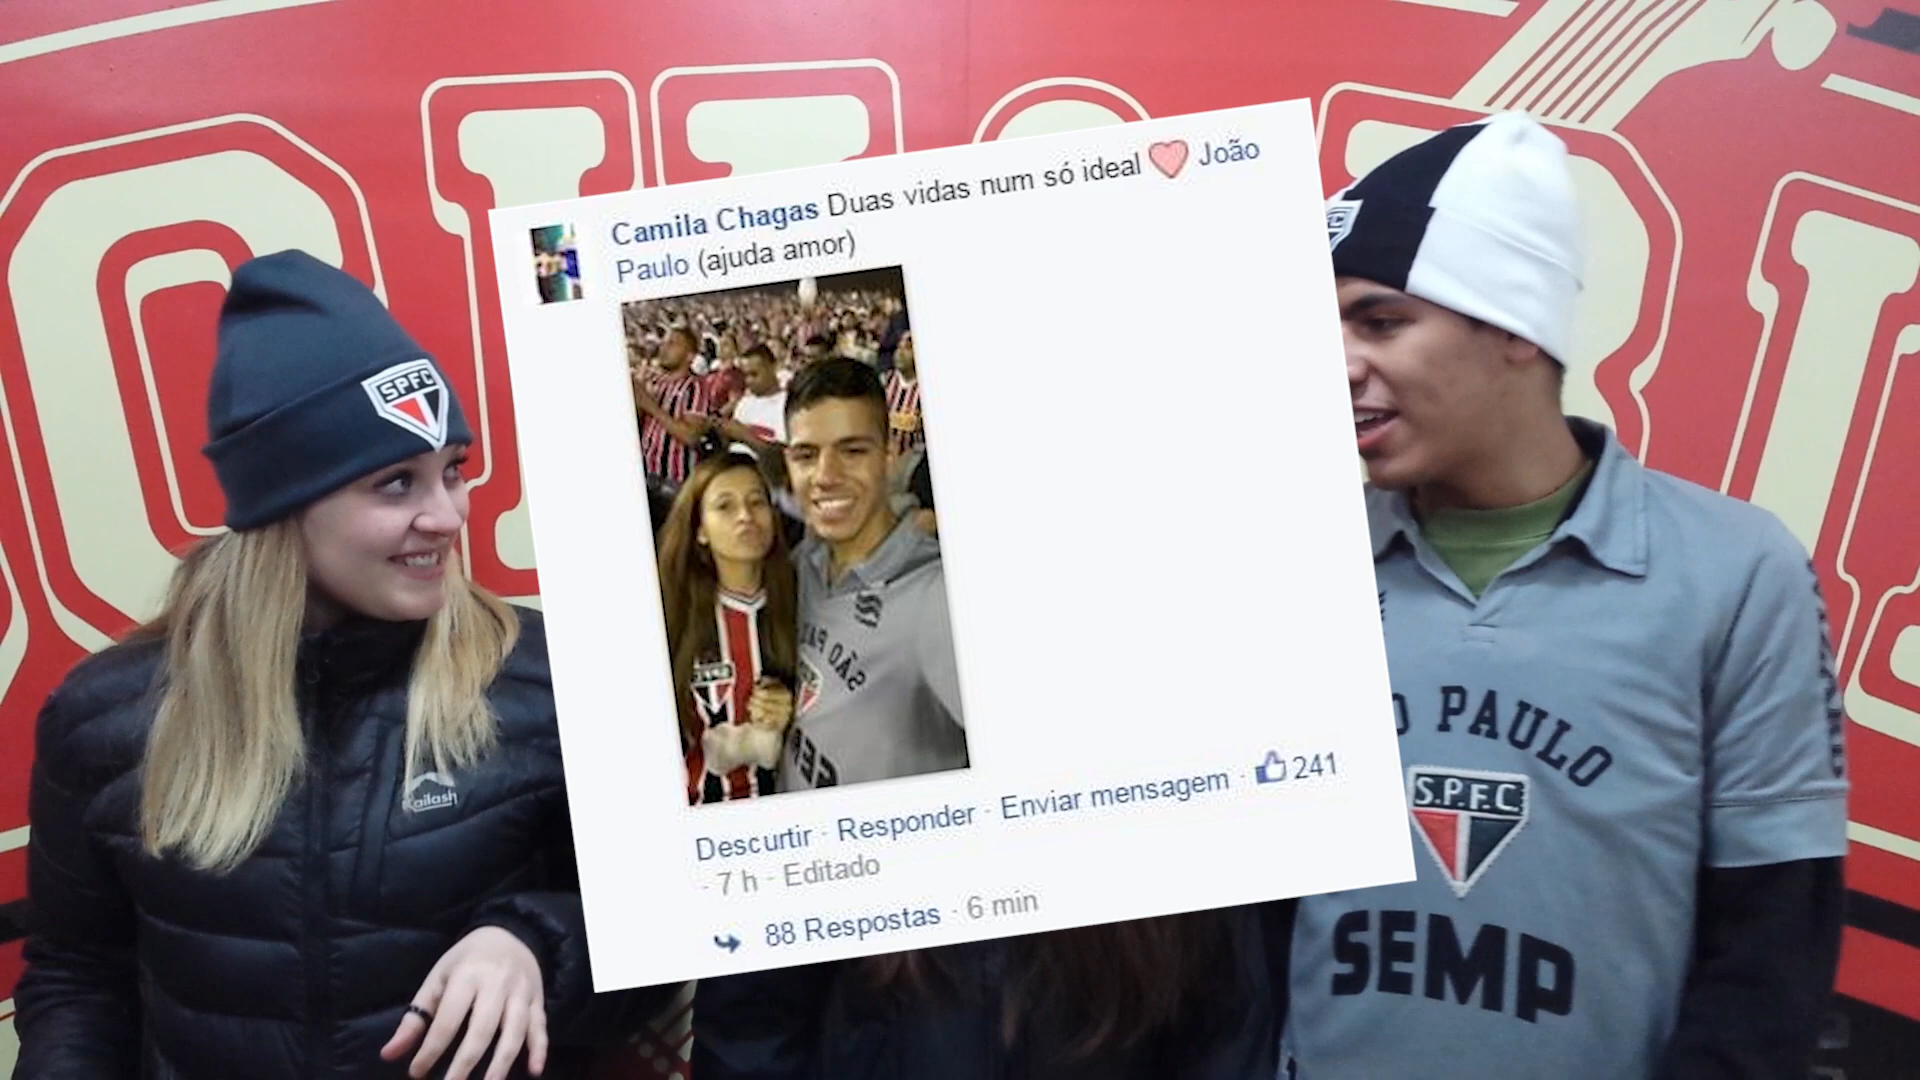 Camila Chagas Duas vidas num só ideal João
Paulo (ajuda amor)
Descurtir · Responder · Enviar mensagem · 241
· 7 h · Editado
88 Respostas · 6 min
SPFC
Kailash
PAULO
S.P.F.C.
SEMP
SPFC
SÃO